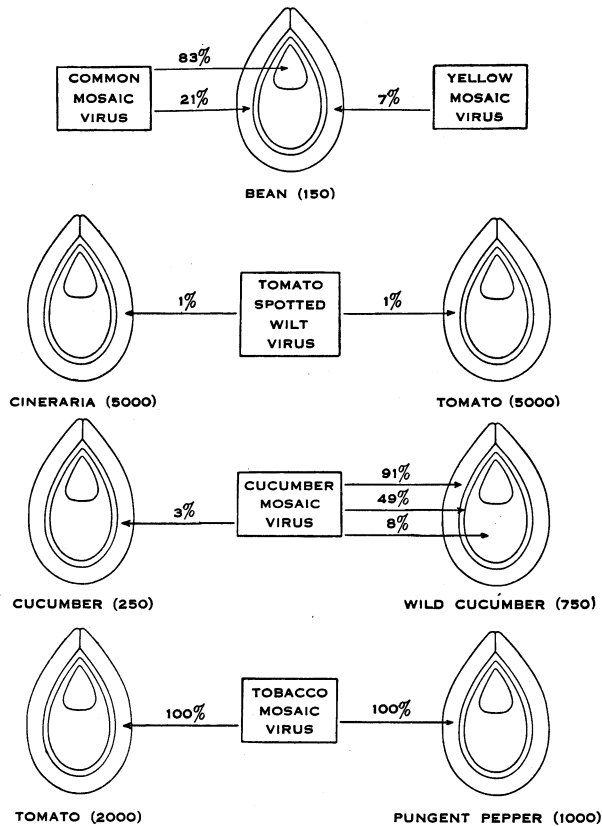 83%
COMMON
MOSAIC
VIRUS
21%
7%
YELLOW
MOSAIC
VIRUS
BEAN (150)
1%
TOMATO
SPOTTED
WILT
VIRUS
1%
CINERARIA (5000)
TOMATO (5000)
3%
CUCUMBER
MOSAIC
VIRUS
91%
49%
8%
CUCUMBER (250)
WILD CUCUMBER (750)
100%
TOBACCO
MOSAIC
VIRUS
100%
TOMATO (2000)
PUNGENT PEPPER (1000)